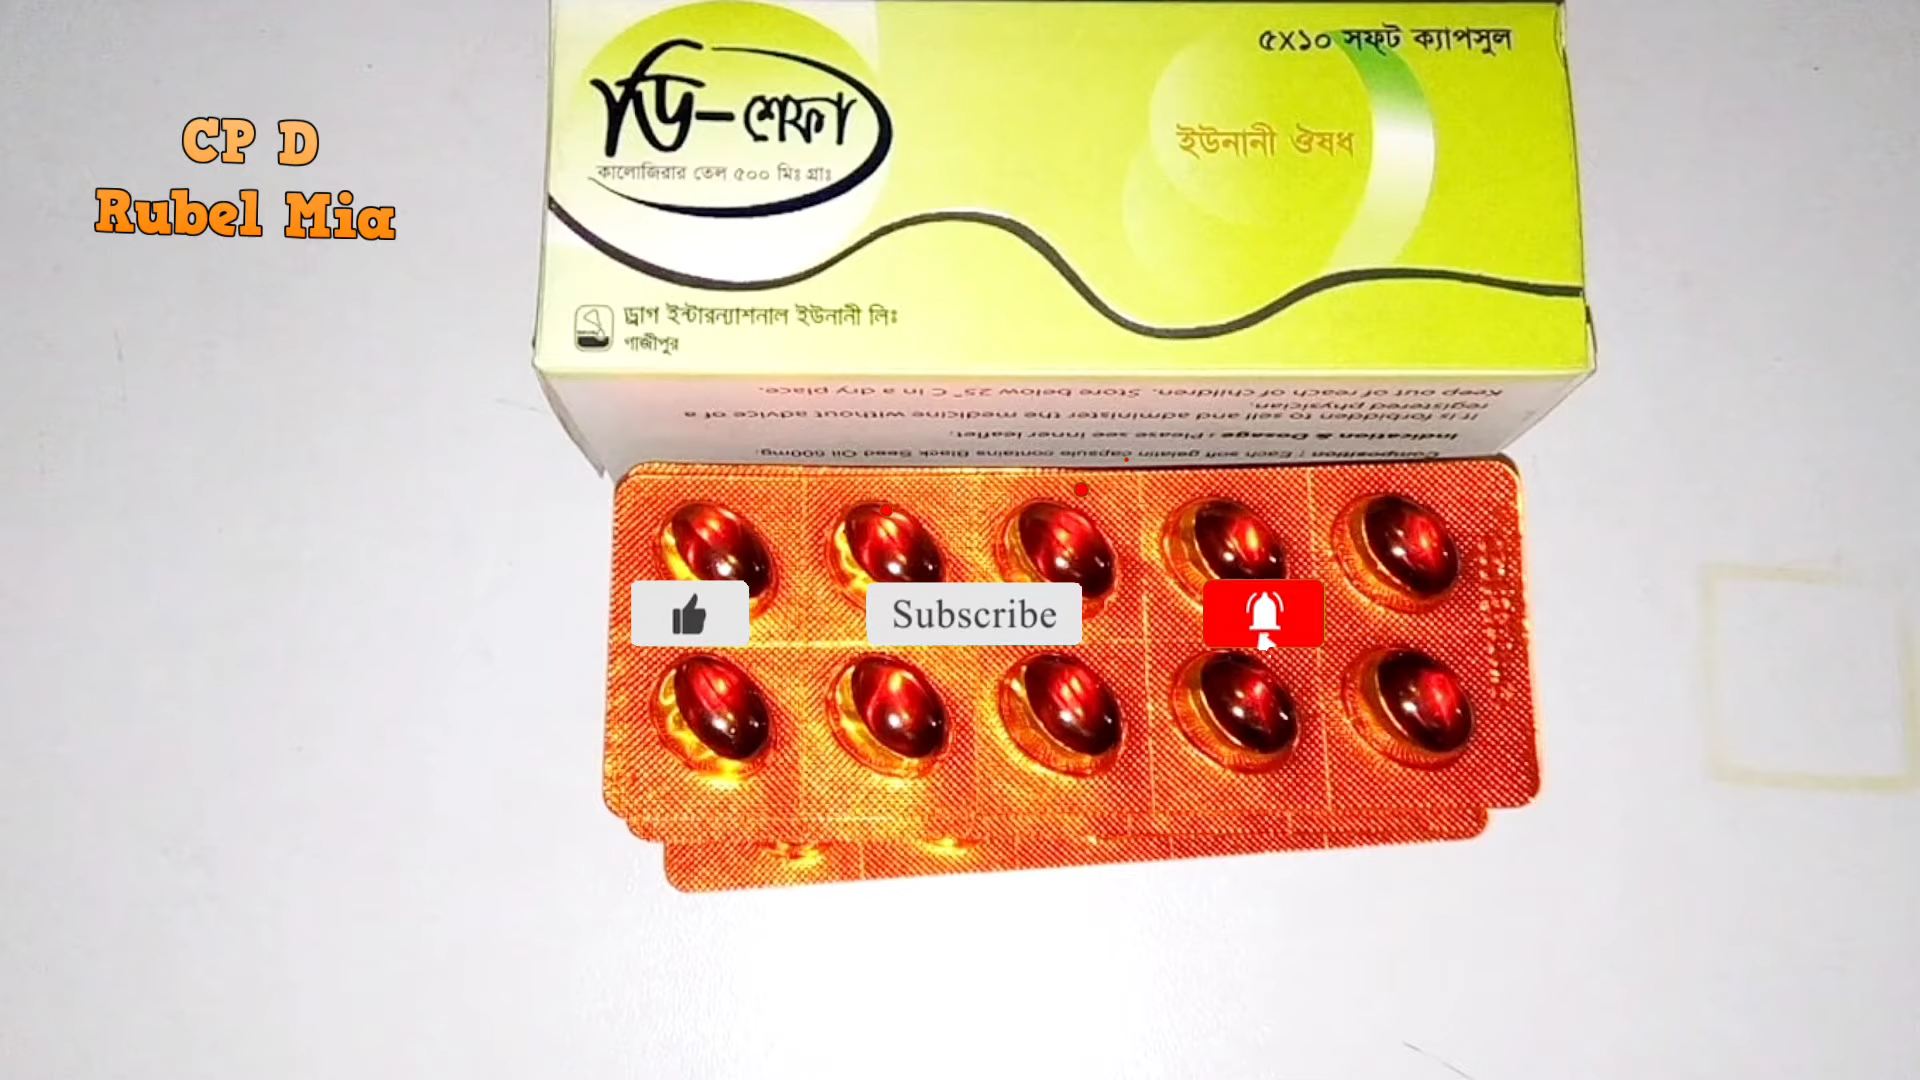 CP D
Rubel Mia
৫X১০ সফ্‌ট ক্যাপসুল
ডি-শেফা
ইউনানী ঔষধ
কালোজিরার তেল ৫০০ মিঃ গ্রাঃ
ড্রাগ ইন্টারন্যাশনাল ইউনানী লিঃ
গাজীপুর
Composition : Each soft gelatin capsule contains Black Seed Oil 500mg.
Indication & Dosage : Please see inner leaflet.
It is forbidden to sell and administer the medicine without advice of a
registered physician.
Keep out of reach of children. Store below 25°C in a dry place.
Subscribe